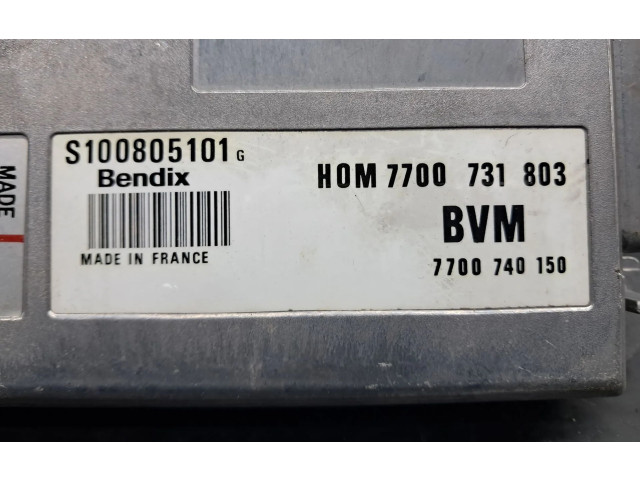 S100805101 G
Bendix
MADE IN FRANCE
HOM 7700 731 803
BVM
7700 740 150
MADE